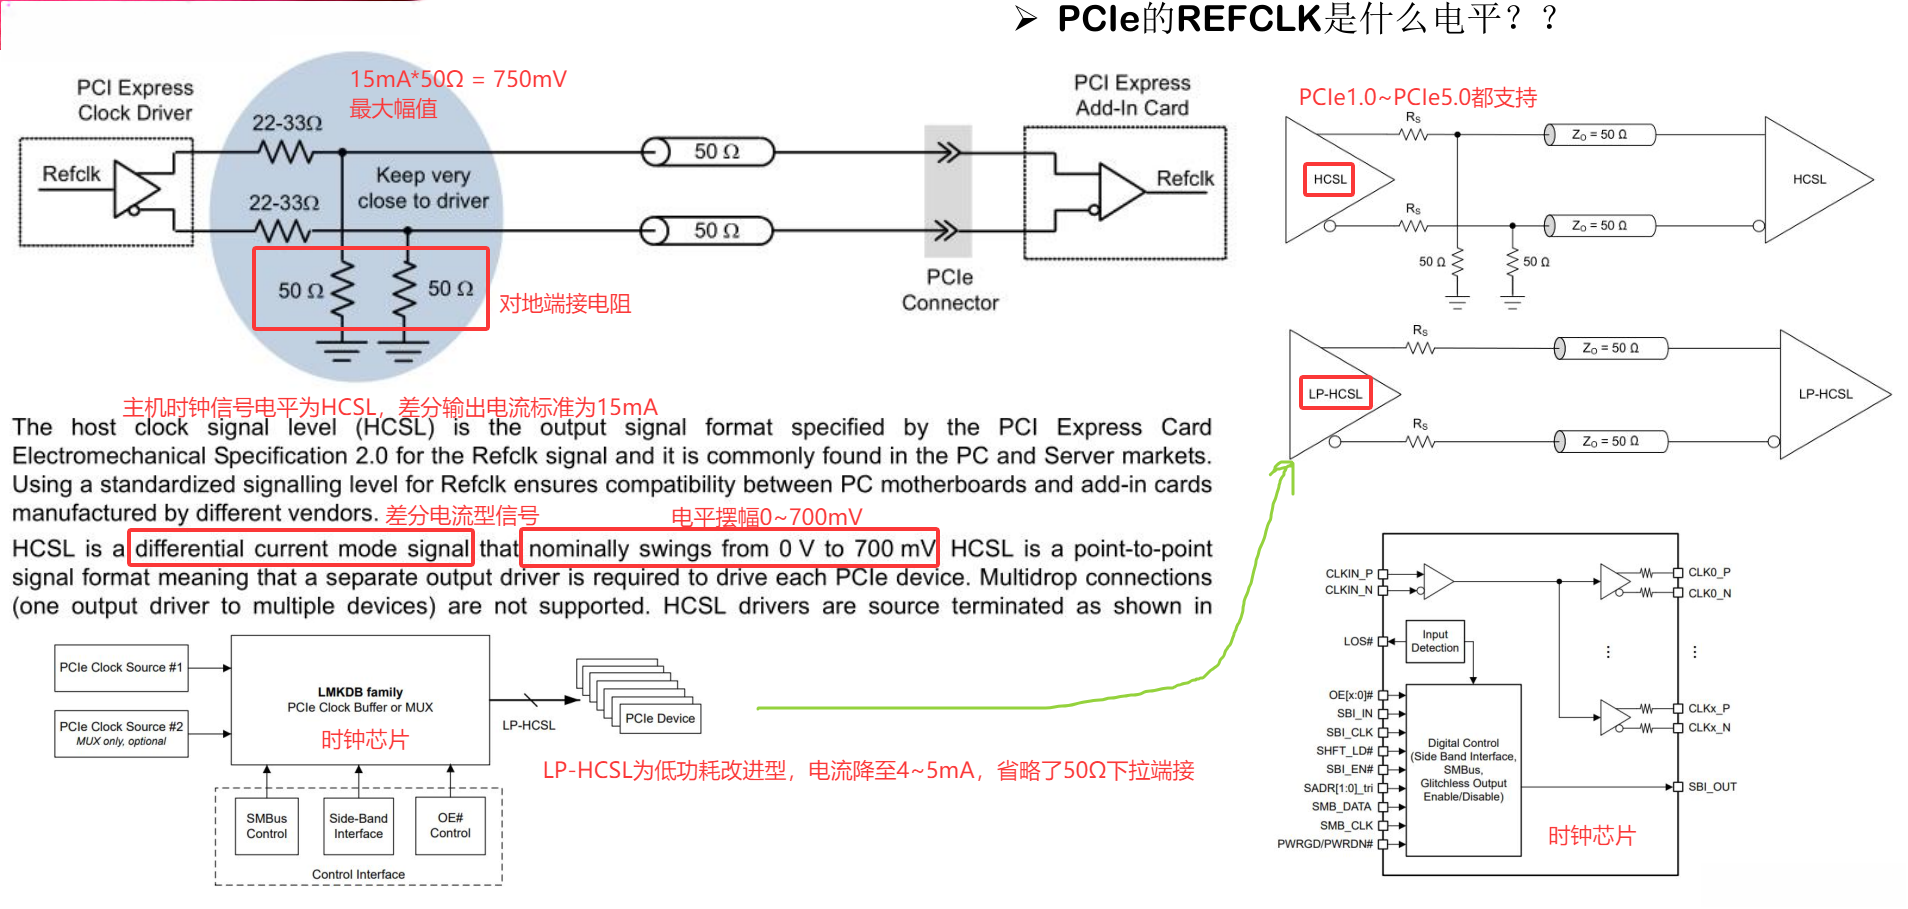 ➢ PCIe的REFCLK是什么电平？？
PCI Express
Clock Driver
15mA*50Ω = 750mV
最大幅值
22-33Ω
Refclk
Keep very
close to driver
22-33Ω
50 Ω
50 Ω
对地端接电阻
50 Ω
50 Ω
PCIe
Connector
PCI Express
Add-In Card
Refclk
PCIe1.0~PCIe5.0都支持
RS
ZO = 50 Ω
HCSL
HCSL
RS
ZO = 50 Ω
50 Ω
50 Ω
RS
ZO = 50 Ω
LP-HCSL
LP-HCSL
RS
ZO = 50 Ω
主机时钟信号电平为HCSL，差分输出电流标准为15mA
The host clock signal level (HCSL) is the output signal format specified by the PCI Express Card
Electromechanical Specification 2.0 for the Refclk signal and it is commonly found in the PC and Server markets.
Using a standardized signalling level for Refclk ensures compatibility between PC motherboards and add-in cards
manufactured by different vendors.
差分电流型信号
电平摆幅0~700mV
HCSL is a differential current mode signal that nominally swings from 0 V to 700 mV HCSL is a point-to-point
signal format meaning that a separate output driver is required to drive each PCIe device. Multidrop connections
(one output driver to multiple devices) are not supported. HCSL drivers are source terminated as shown in
PCIe Clock Source #1
PCIe Clock Source #2
MUX only, optional
LMKDB family
PCIe Clock Buffer or MUX
时钟芯片
LP-HCSL
PCIe Device
LP-HCSL为低功耗改进型，电流降至4~5mA，省略了50Ω下拉端接
SMBus
Control
Side-Band
Interface
OE#
Control
Control Interface
CLKIN_P
CLKIN_N
LOS#
Input
Detection
OE[x:0]#
SBI_IN
SBI_CLK
SHFT_LD#
SBI_EN#
SADR[1:0]_tri
SMB_DATA
SMB_CLK
PWRGD/PWRDN#
Digital Control
(Side Band Interface,
SMBus,
Glitchless Output
Enable/Disable)
CLK0_P
CLK0_N
⋮
⋮
CLKx_P
CLKx_N
SBI_OUT
时钟芯片